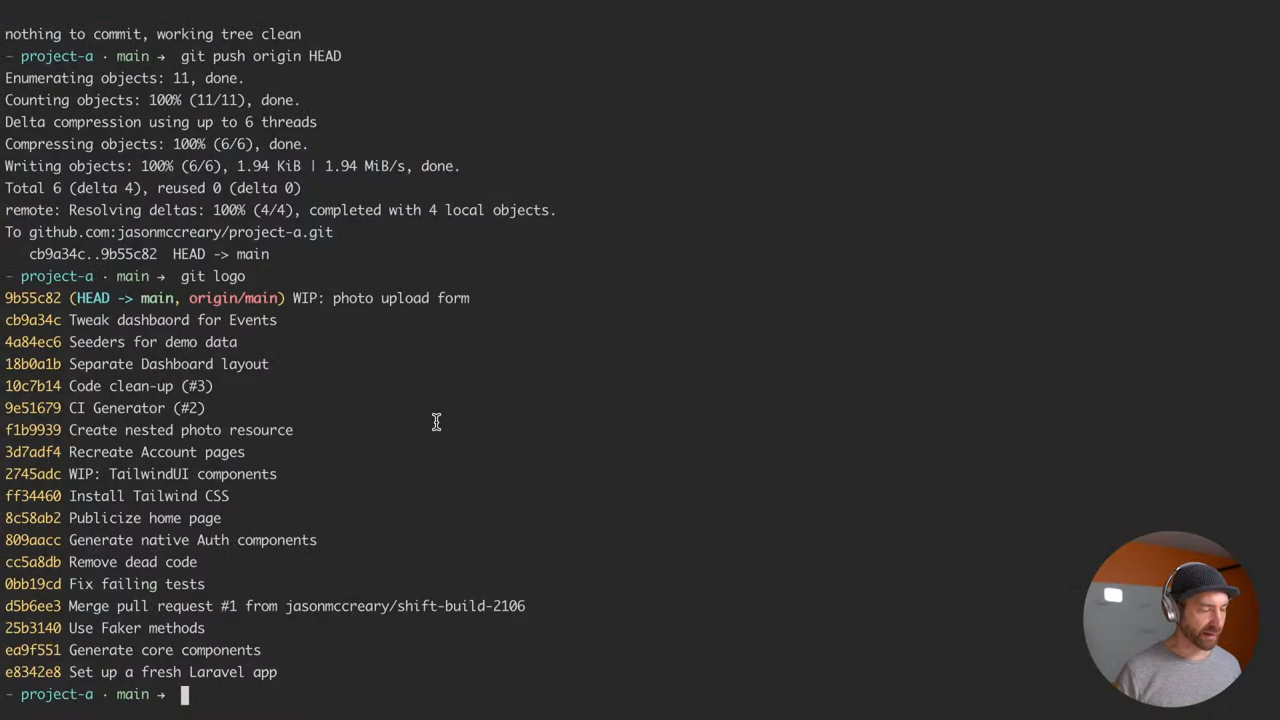 nothing to commit, working tree clean
- project-a · main → git push origin HEAD
Enumerating objects: 11, done.
Counting objects: 100% (11/11), done.
Delta compression using up to 6 threads
Compressing objects: 100% (6/6), done.
Writing objects: 100% (6/6), 1.94 KiB | 1.94 MiB/s, done.
Total 6 (delta 4), reused 0 (delta 0)
remote: Resolving deltas: 100% (4/4), completed with 4 local objects.
To github.com:jasonmccreary/project-a.git
cb9a34c..9b55c82 HEAD -> main
- project-a · main → git logo
9b55c82 (HEAD -> main, origin/main) WIP: photo upload form
cb9a34c Tweak dashbaord for Events
4a84ec6 Seeders for demo data
18b0a1b Separate Dashboard layout
10c7b14 Code clean-up (#3)
9e51679 CI Generator (#2)
f1b9939 Create nested photo resource
3d7adf4 Recreate Account pages
2745adc WIP: TailwindUI components
ff34460 Install Tailwind CSS
8c58ab2 Publicize home page
809aacc Generate native Auth components
cc5a8db Remove dead code
0bb19cd Fix failing tests
d5b6ee3 Merge pull request #1 from jasonmccreary/shift-build-2106
25b3140 Use Faker methods
ea9f551 Generate core components
e8342e8 Set up a fresh Laravel app
- project-a · main →